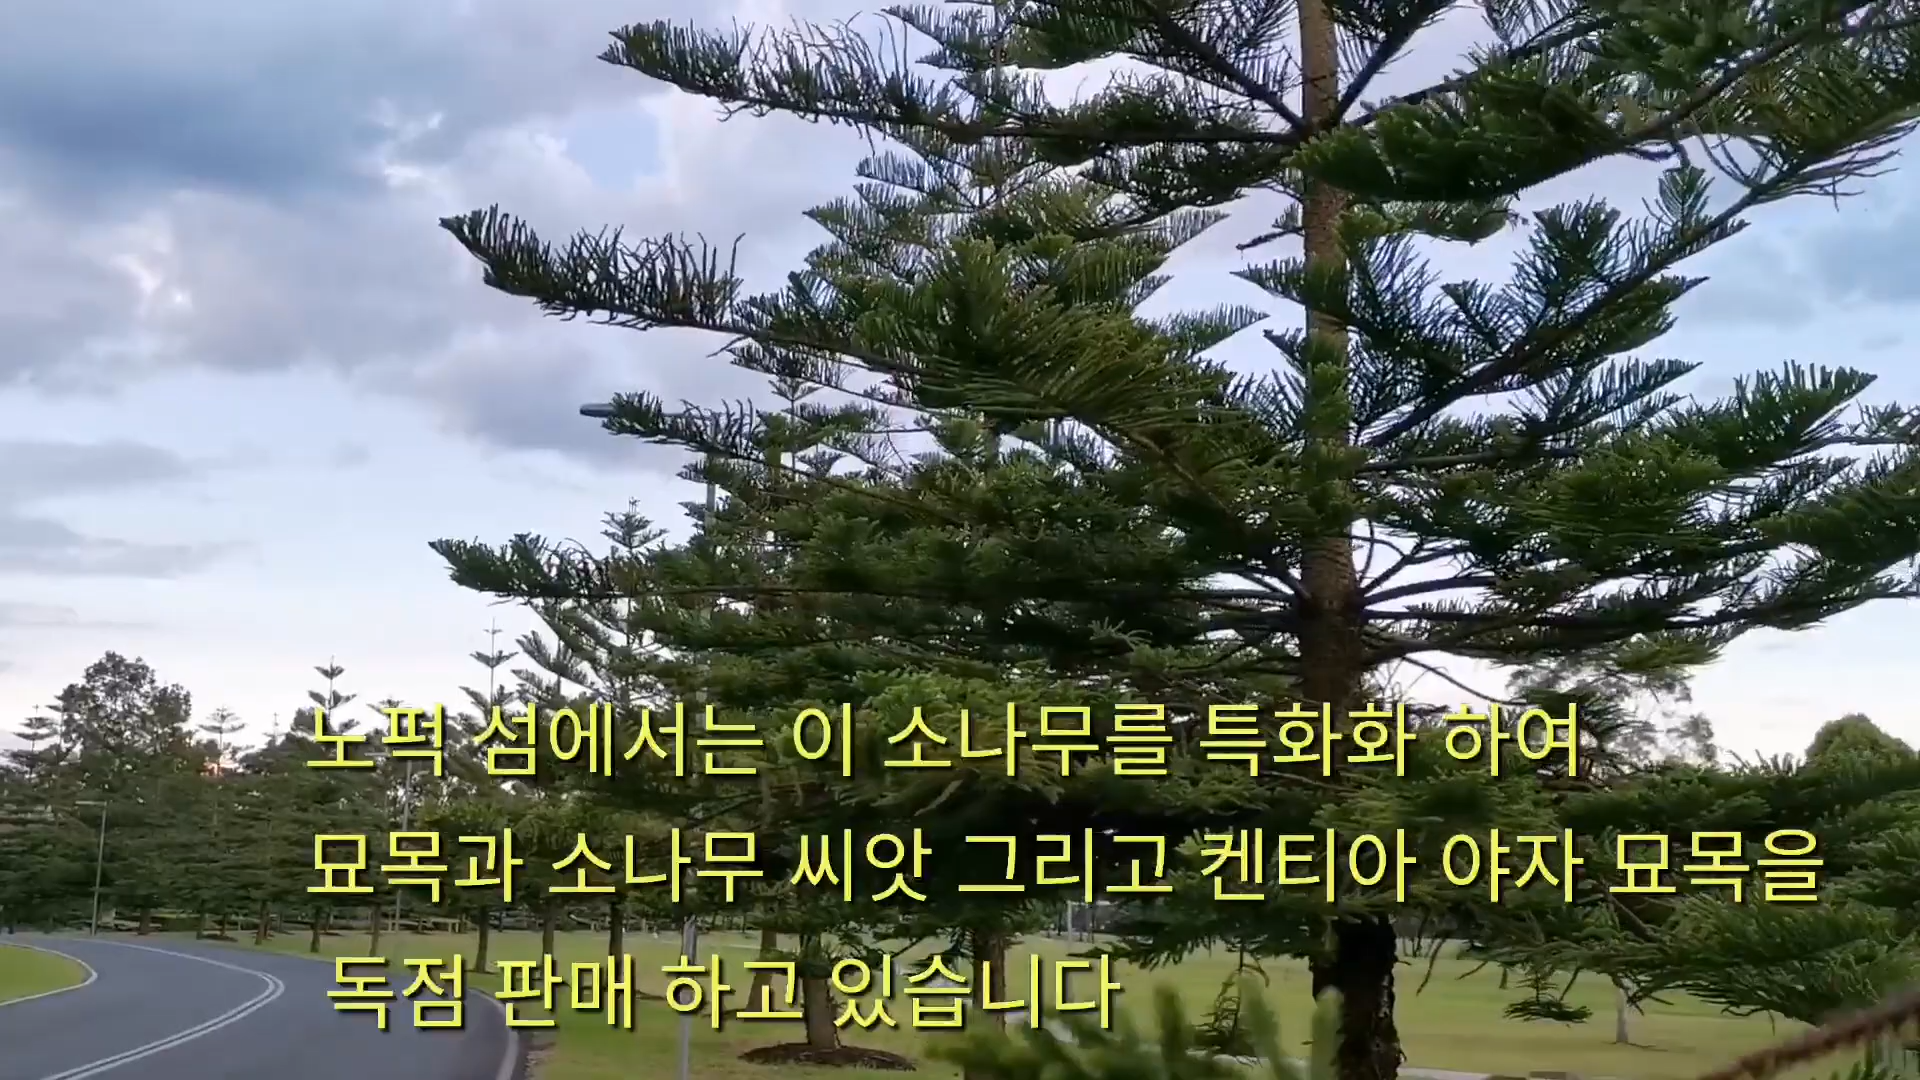 노퍽 섬에서는 이 소나무를 특화화 하여
묘목과 소나무 씨앗 그리고 켄티아 야자 묘목을
독점 판매 하고 있습니다